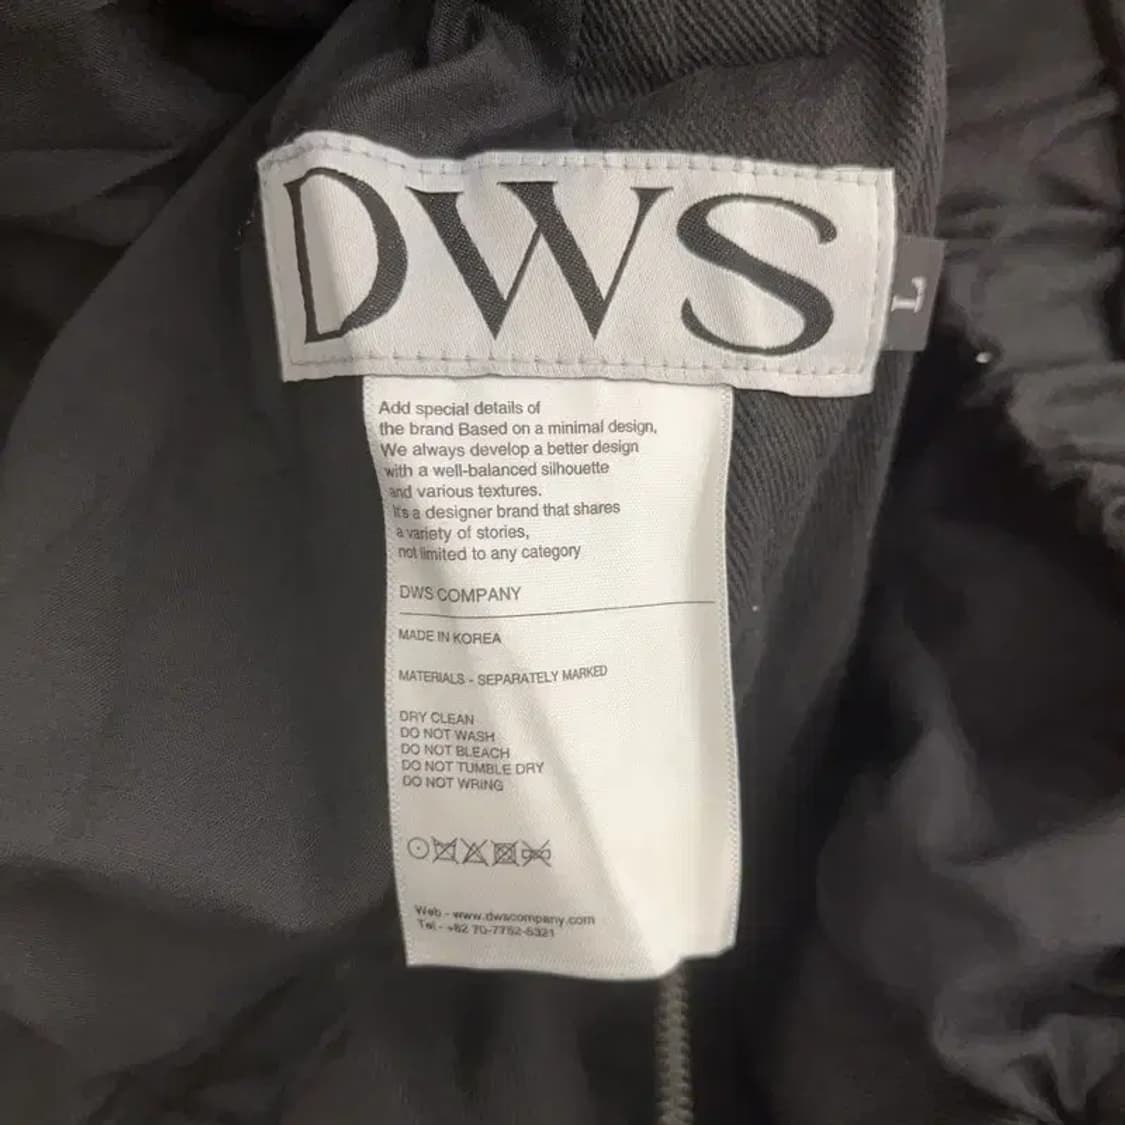 DWS
L
Add special details of
the brand Based on a minimal design,
We always develop a better design
with a well-balanced silhouette
and various textures.
It's a designer brand that shares
a variety of stories,
not limited to any category
DWS COMPANY
MADE IN KOREA
MATERIALS - SEPARATELY MARKED
DRY CLEAN
DO NOT WASH
DO NOT BLEACH
DO NOT TUMBLE DRY
DO NOT WRING
Web - www.dwscompany.com
Tel - +82 70-7752-5321